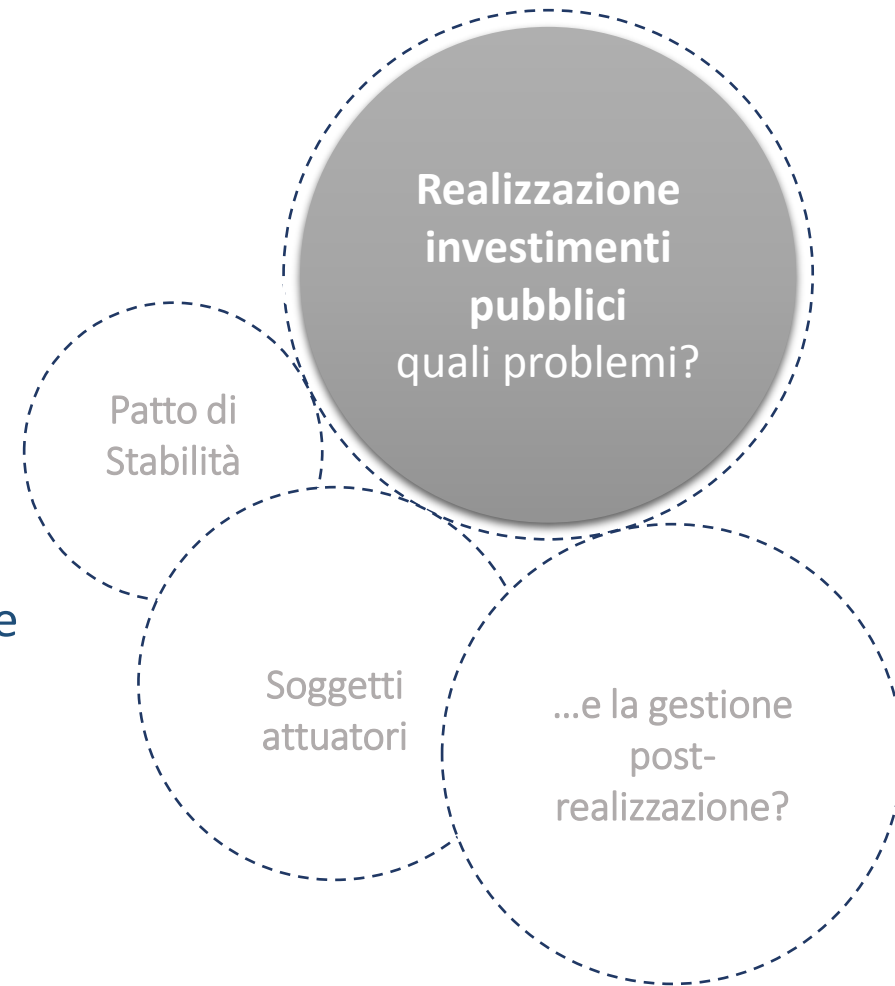 Realizzazione
investimenti
pubblici
quali problemi?
Patto di
Stabilità
e
Soggetti
attuatori
...e la gestione
post-
realizzazione?